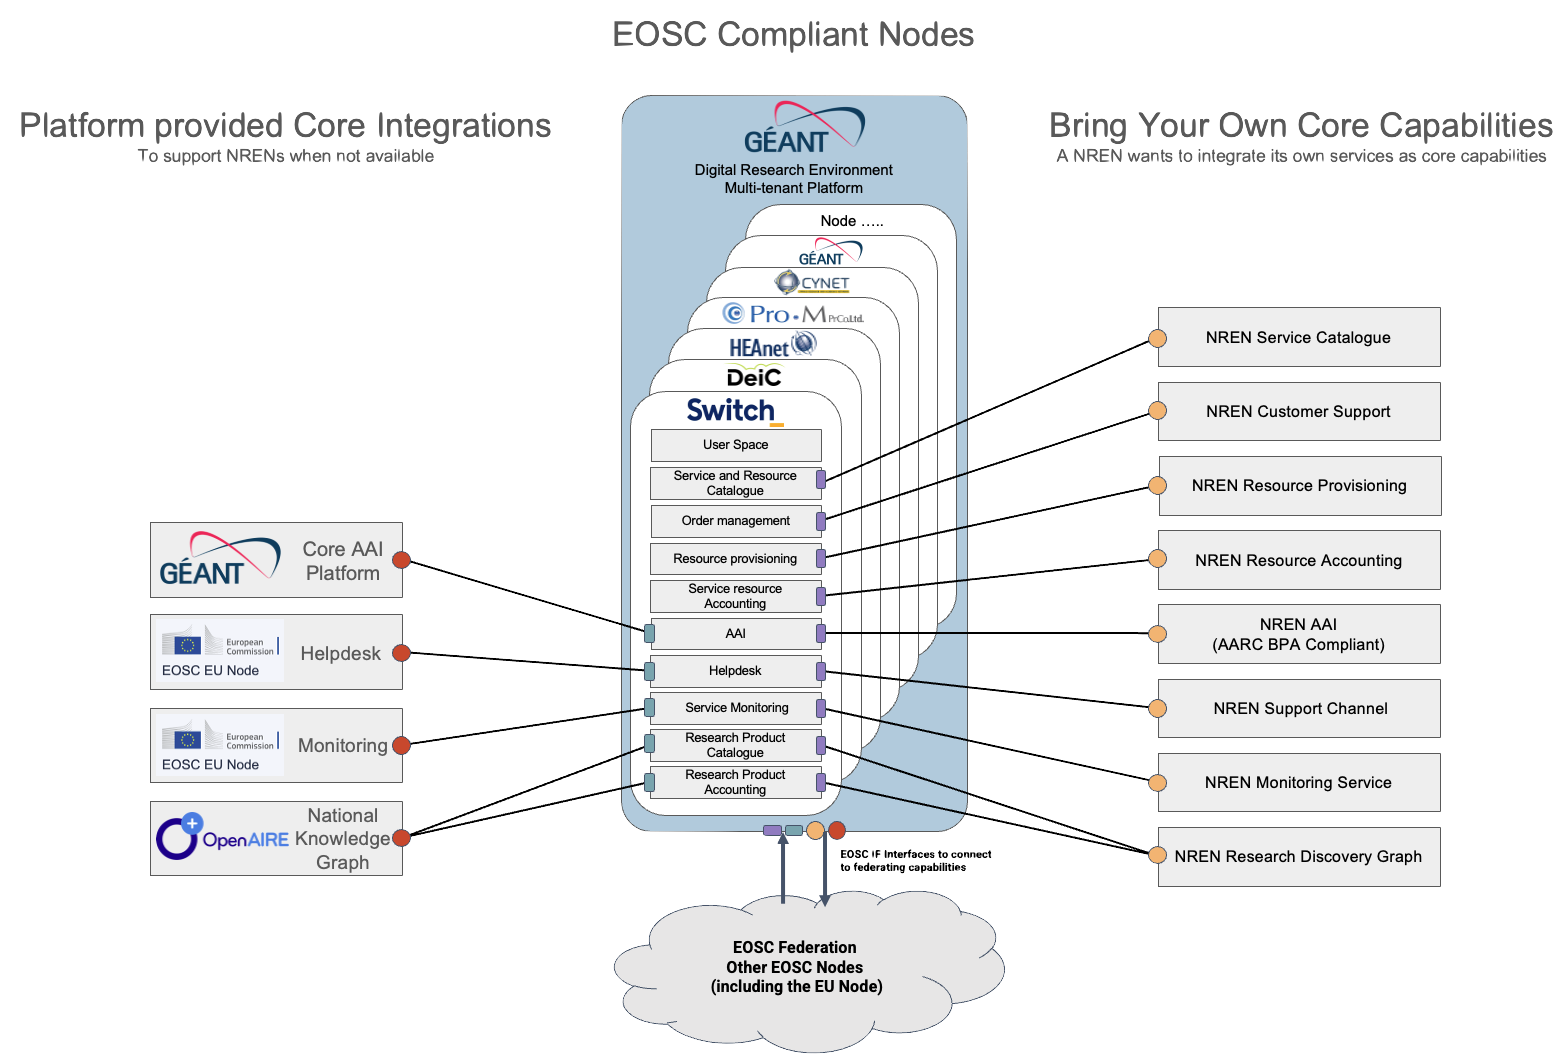 EOSC Compliant Nodes
Platform provided Core Integrations
To support NRENs when not available
Bring Your Own Core Capabilities
A NREN wants to integrate its own services as core capabilities
GÉANT
Digital Research Environment
Multi-tenant Platform
Node .....
GÉANT
CYNET
Pro•M PrCo.Ltd.
HEAnet
DeiC
Switch
User Space
Service and Resource
Catalogue
Order management
Resource provisioning
Service resource
Accounting
AAI
Helpdesk
Service Monitoring
Research Product
Catalogue
Research Product
Accounting
GÉANT
Core AAI
Platform
European
Commission
EOSC EU Node
Helpdesk
European
Commission
EOSC EU Node
Monitoring
OpenAIRE
National
Knowledge
Graph
NREN Service Catalogue
NREN Customer Support
NREN Resource Provisioning
NREN Resource Accounting
NREN AAI
(AARC BPA Compliant)
NREN Support Channel
NREN Monitoring Service
NREN Research Discovery Graph
EOSC IF Interfaces to connect
to federating capabilities
EOSC Federation
Other EOSC Nodes
(including the EU Node)